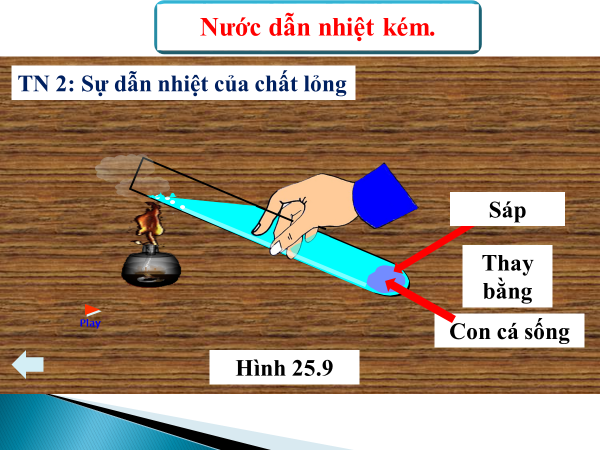 Nước dẫn nhiệt kém.
TN 2: Sự dẫn nhiệt của chất lỏng
Sáp
Thay
bằng
Con cá sống
Play
Hình 25.9